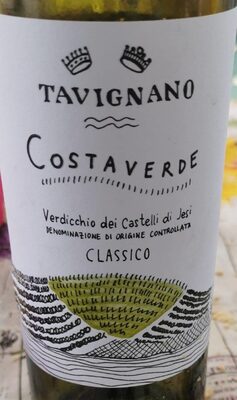 TAVIGNANO
COSTAVERDE
Verdicchio dei Castelli di Jesi
DENOMINAZIONE DI ORIGINE CONTROLLATA
CLASSICO